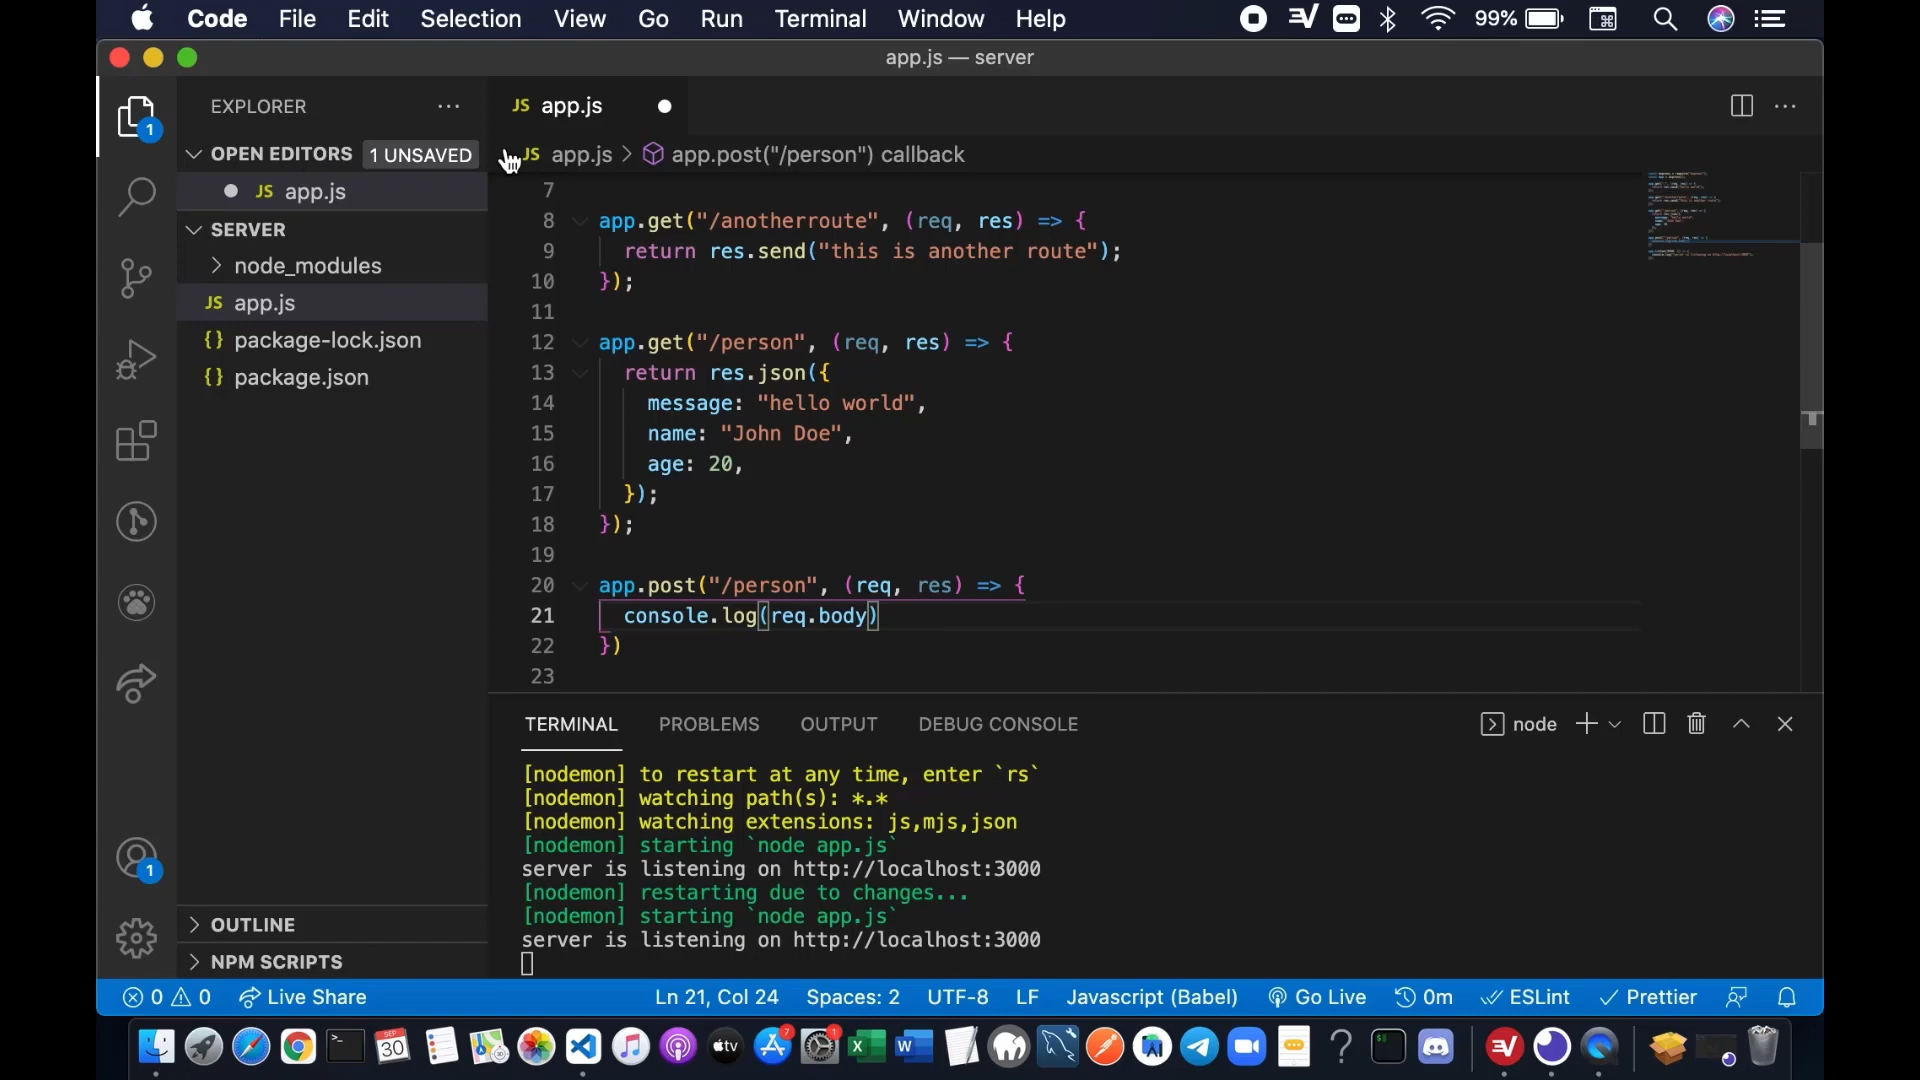 Code File Edit Selection View Go Run Terminal Window Help 99%
app.js — server
EXPLORER
OPEN EDITORS 1 UNSAVED
JS app.js
SERVER
node_modules
JS app.js
{} package-lock.json
{} package.json
OUTLINE
NPM SCRIPTS
1
1
JS app.js
JS app.js > app.post("/person") callback
7
8 app.get("/anotherroute", (req, res) => {
9 return res.send("this is another route");
10 });
11
12 app.get("/person", (req, res) => {
13 return res.json({
14 message: "hello world",
15 name: "John Doe",
16 age: 20,
17 });
18 });
19
20 app.post("/person", (req, res) => {
21 console.log(req.body)
22 })
23
TERMINAL PROBLEMS OUTPUT DEBUG CONSOLE node
[nodemon] to restart at any time, enter `rs`
[nodemon] watching path(s): *.*
[nodemon] watching extensions: js,mjs,json
[nodemon] starting `node app.js`
server is listening on http://localhost:3000
[nodemon] restarting due to changes...
[nodemon] starting `node app.js`
server is listening on http://localhost:3000
0 0 Live Share Ln 21, Col 24 Spaces: 2 UTF-8 LF Javascript (Babel) Go Live 0m ESLint Prettier
SEP 30 tv 7 1